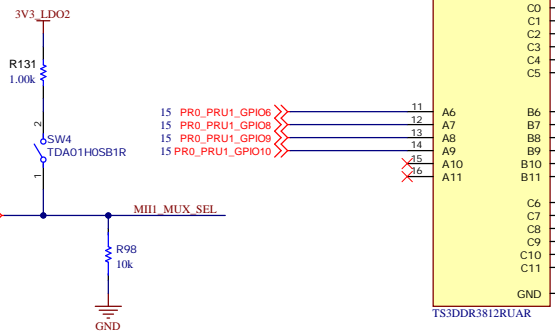 3V3_LDO2
R131
1.00k
2
SW4
TDA01H0SB1R
1
MII1_MUX_SEL
R98
10k
GND
15 PR0_PRU1_GPIO6
15 PR0_PRU1_GPIO8
15 PR0_PRU1_GPIO9
15 PR0_PRU1_GPIO10
11 A6
12 A7
13 A8
14 A9
15 A10
16 A11
C0
C1
C2
C3
C4
C5
B6
B7
B8
B9
B10
B11
C6
C7
C8
C9
C10
C11
GND
TS3DDR3812RUAR